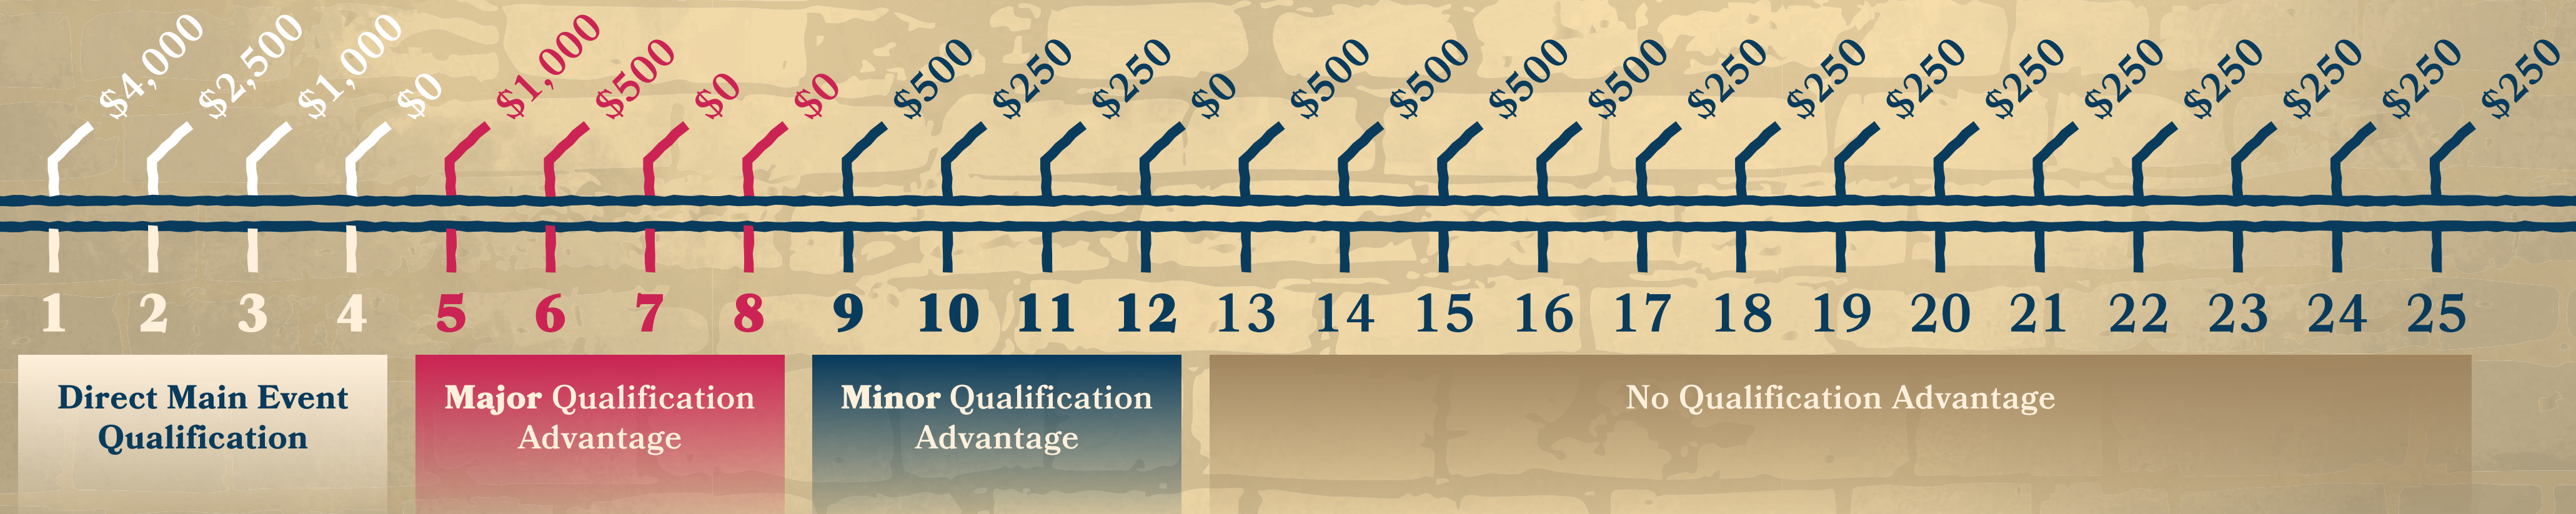 $4,000 $2,500 $1,000 $0 $1,000 $500 $0 $0 $500 $250 $250 $0 $500 $500 $500 $500 $250 $250 $250 $250 $250 $250 $250 $250 $250
1 2 3 4 5 6 7 8 9 10 11 12 13 14 15 16 17 18 19 20 21 22 23 24 25
Direct Main Event
Qualification
Major Qualification
Advantage
Minor Qualification
Advantage
No Qualification Advantage